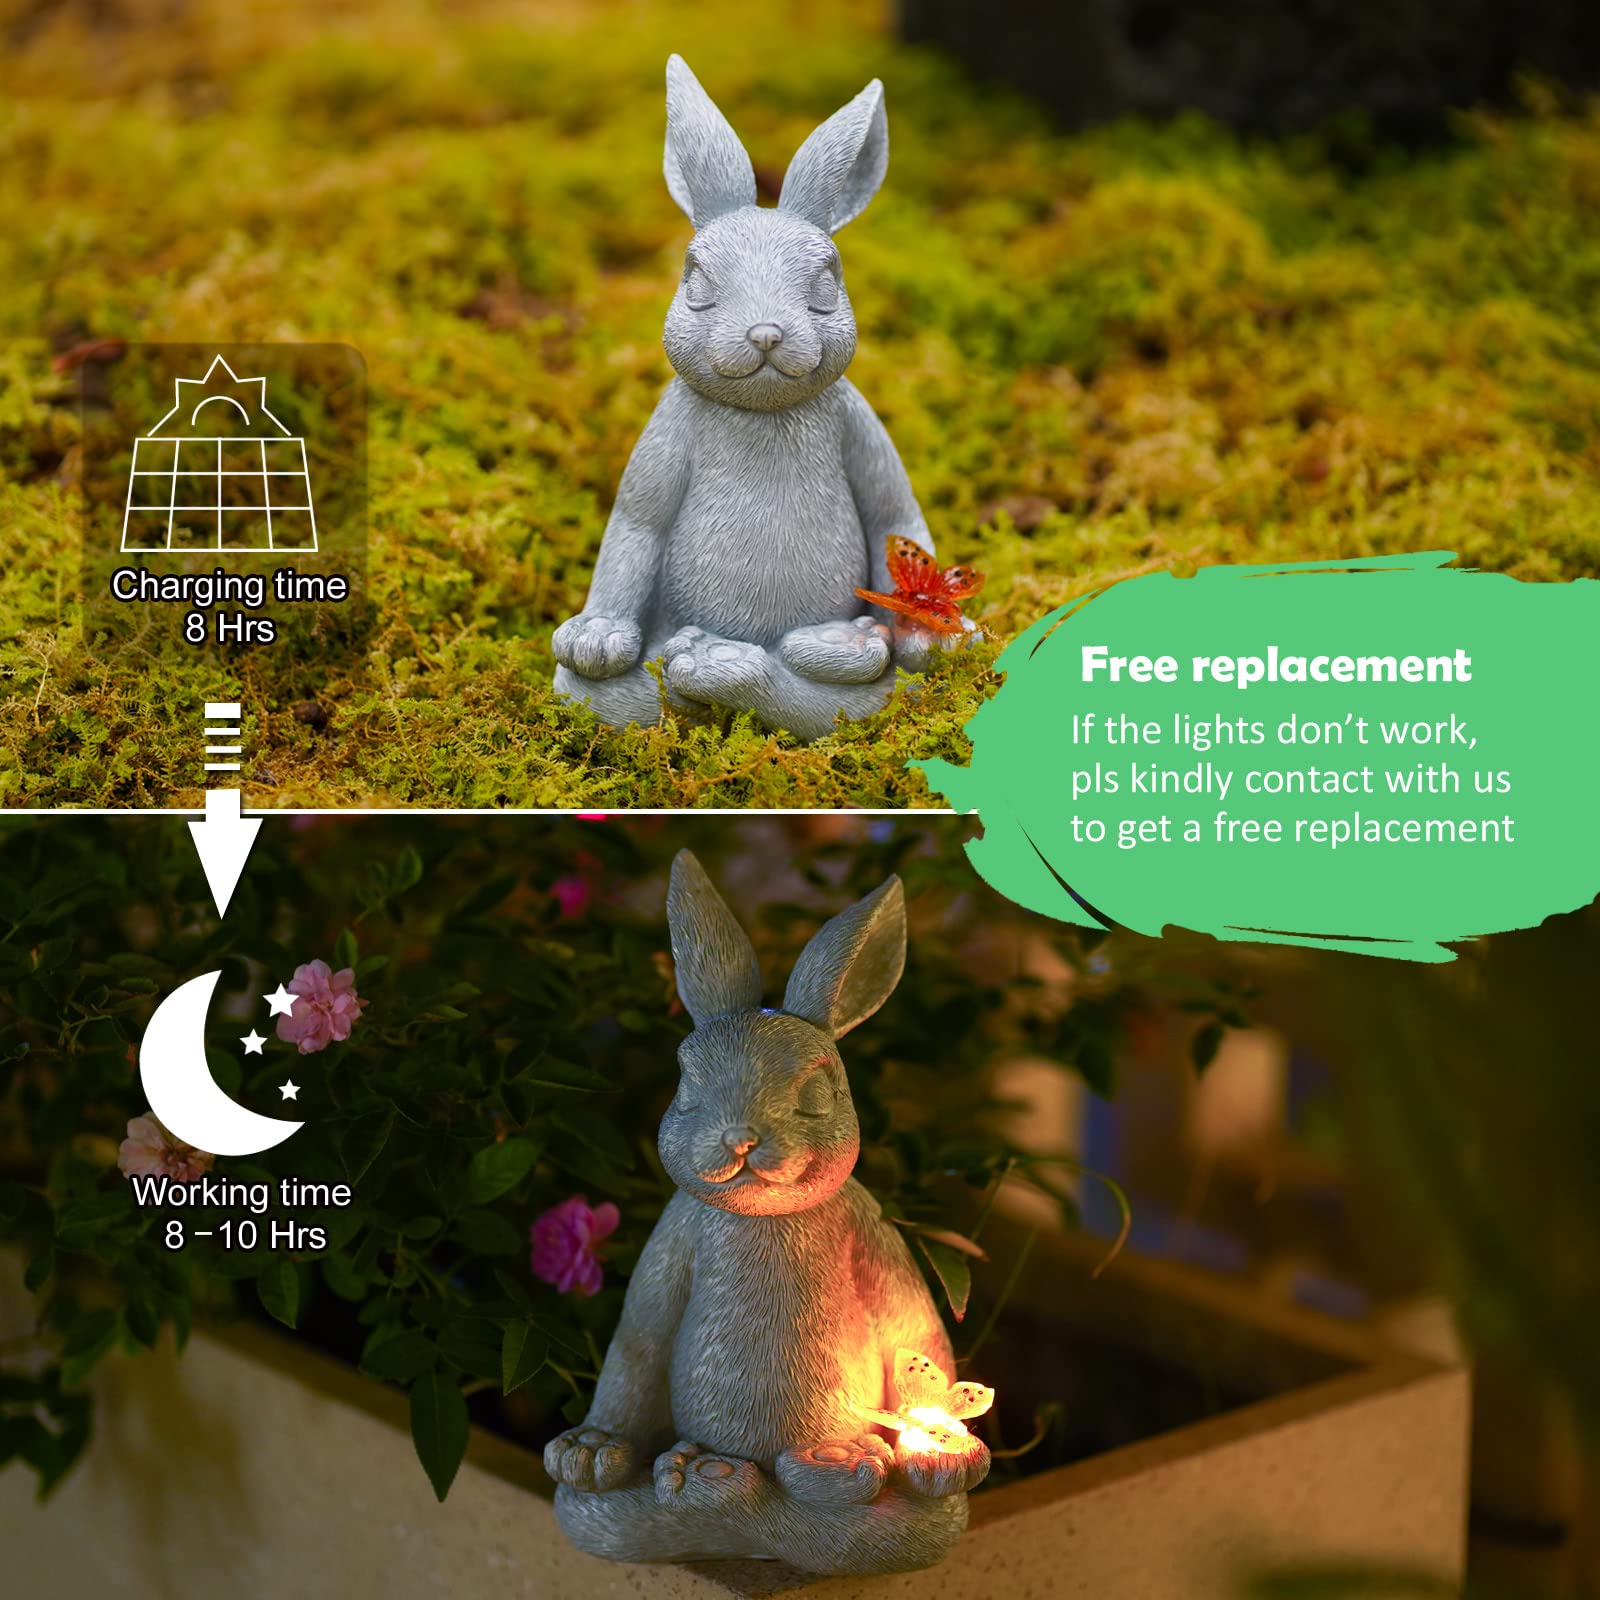 Charging time
8 Hrs
Free replacement
If the lights don't work,
pls kindly contact with us
to get a free replacement
Working time
8-10 Hrs